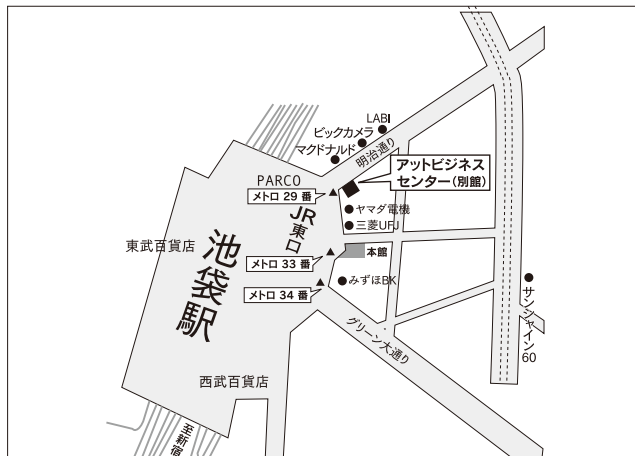 LABI
ビックカメラ
マクドナルド
明治通り
アットビジネス
センター(別館)
PARCO
メトロ 29 番
JR東口
ヤマダ電機
三菱UFJ
東武百貨店
池袋駅
メトロ 33 番
本館
みずほBK
メトロ 34 番
サンシャイン60
グリーン大通り
西武百貨店
至新宿